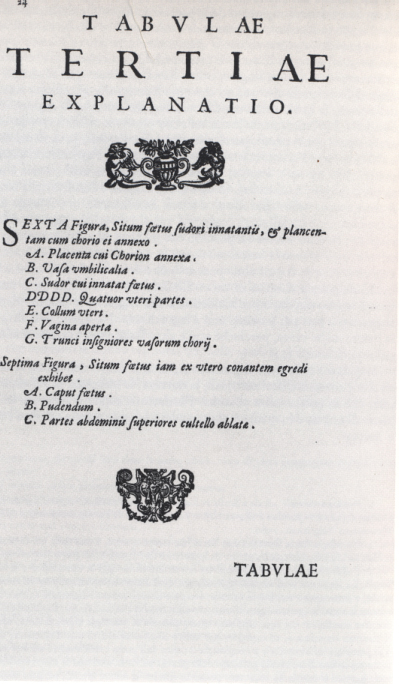 24
TABVLAE
TERTIAE
EXPLANATIO.
SEXTA Figura, Situm fœtus ſudori innatantis, & plancen-
tam cum chorio ei annexo.
A. Placenta cui Chorion annexa.
B. Vaſa vmbilicalia.
C. Sudor cui innatat fœtus.
DDDD. Quatuor vteri partes.
E. Collum vteri.
F. Vagina aperta.
G. Trunci inſigniores vaſorum chorij.
Septima Figura, Situm fœtus iam ex vtero conantem egredi
exhibet.
A. Caput fœtus.
B. Pudendum.
C. Partes abdominis ſuperiores cultello ablatæ.
TABVLAE